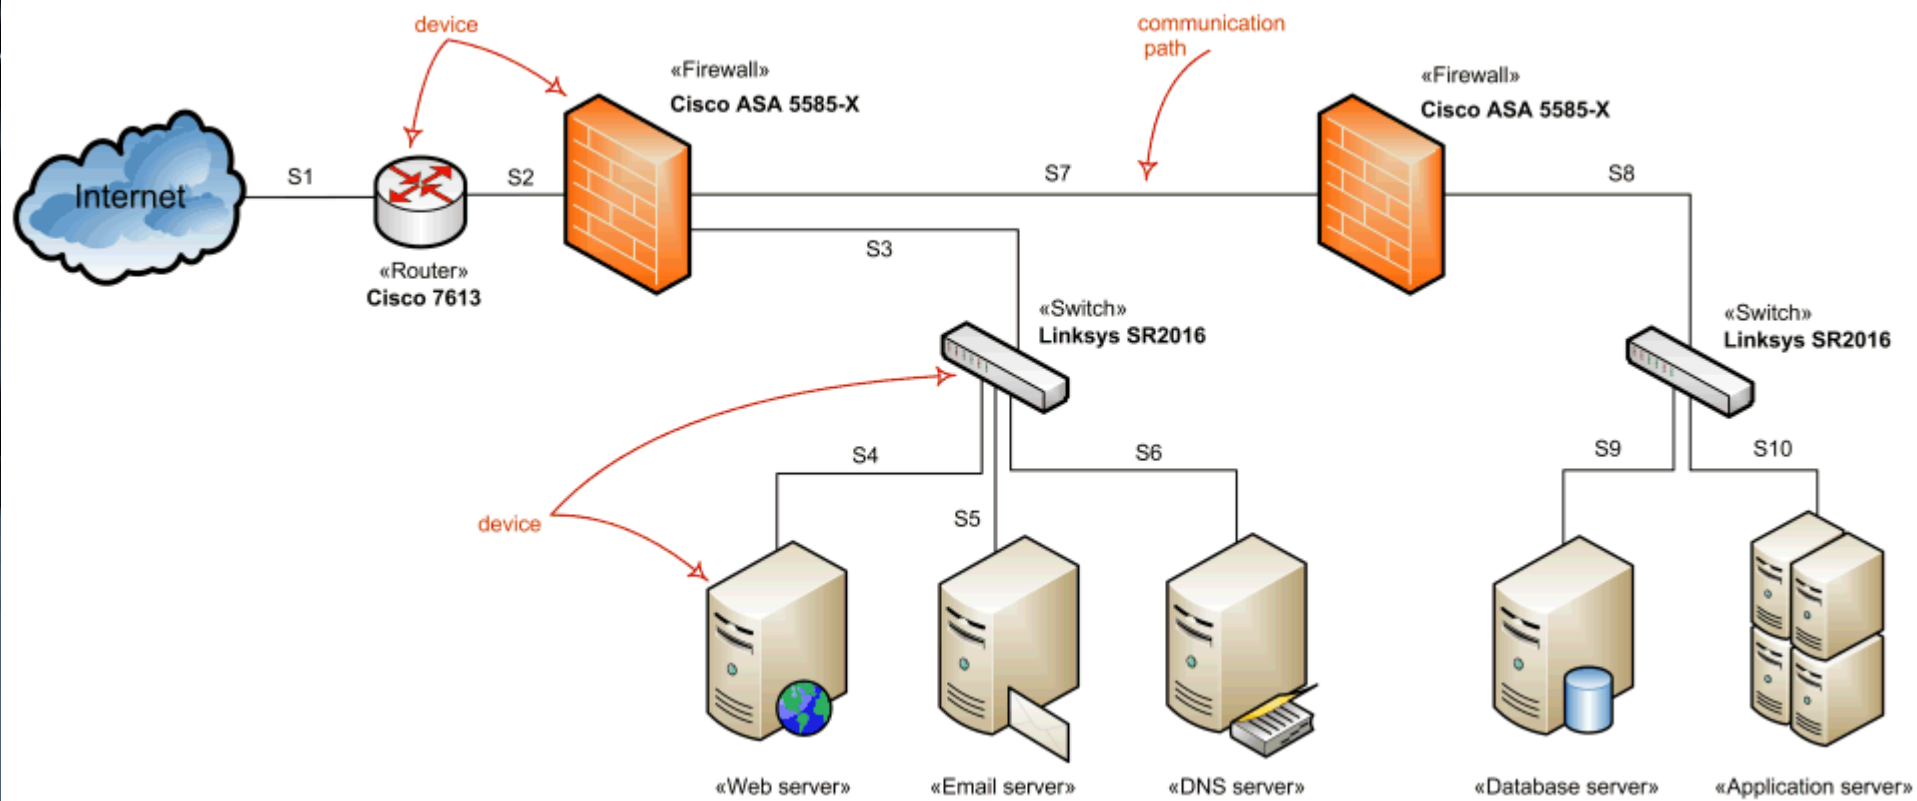 device
communication
path
«Firewall»
Cisco ASA 5585-X
«Firewall»
Cisco ASA 5585-X
Internet
S1
S2
S7
S8
S3
«Router»
Cisco 7613
«Switch»
Linksys SR2016
«Switch»
Linksys SR2016
S4
S6
S9
S10
device
S5
«Web server»
«Email server»
«DNS server»
«Database server»
«Application server»